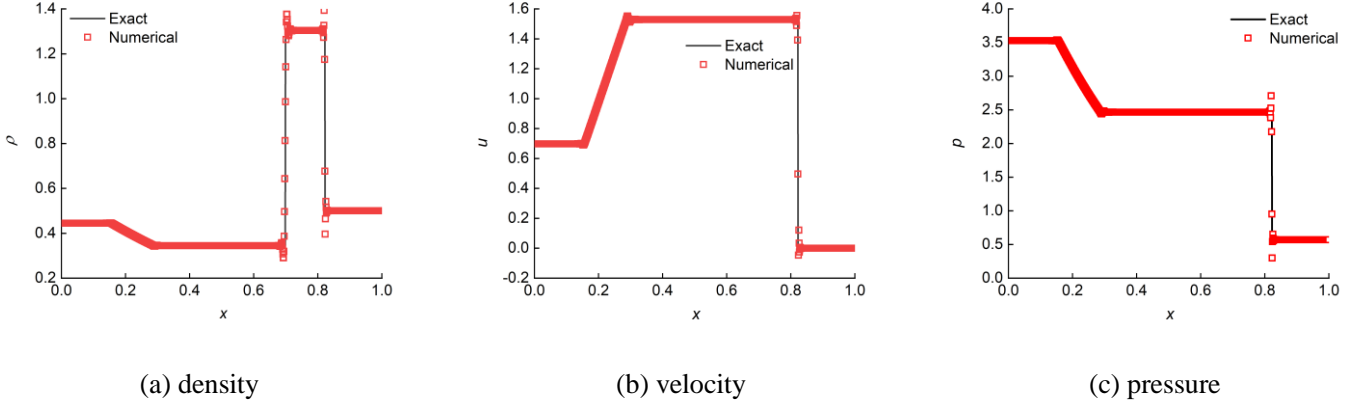 1.4
1.2
1.0
0.8
0.6
0.4
0.2
ρ
Exact
Numerical
0.0 0.2 0.4 0.6 0.8 1.0
x
(a) density
1.6
1.4
1.2
1.0
0.8
0.6
0.4
0.2
0.0
-0.2
u
Exact
Numerical
0.0 0.2 0.4 0.6 0.8 1.0
x
(b) velocity
4.0
3.5
3.0
2.5
2.0
1.5
1.0
0.5
0.0
p
Exact
Numerical
0.0 0.2 0.4 0.6 0.8 1.0
x
(c) pressure